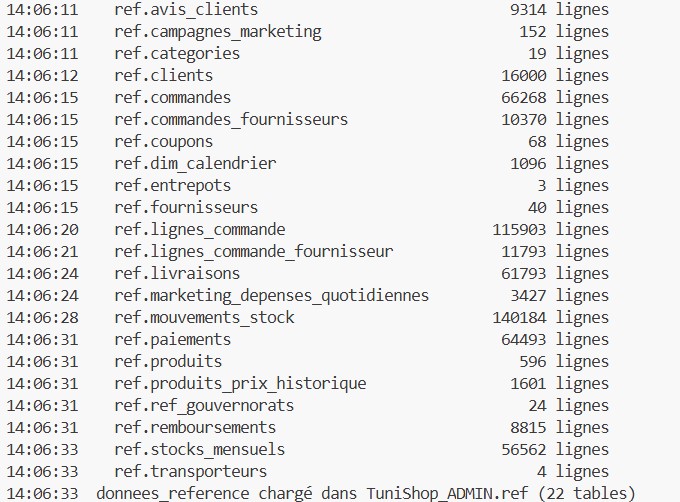 14:06:11 ref.avis_clients 9314 lignes
14:06:11 ref.campagnes_marketing 152 lignes
14:06:11 ref.categories 19 lignes
14:06:12 ref.clients 16000 lignes
14:06:15 ref.commandes 66268 lignes
14:06:15 ref.commandes_fournisseurs 10370 lignes
14:06:15 ref.coupons 68 lignes
14:06:15 ref.dim_calendrier 1096 lignes
14:06:15 ref.entrepots 3 lignes
14:06:15 ref.fournisseurs 40 lignes
14:06:20 ref.lignes_commande 115903 lignes
14:06:21 ref.lignes_commande_fournisseur 11793 lignes
14:06:24 ref.livraisons 61793 lignes
14:06:24 ref.marketing_depenses_quotidiennes 3427 lignes
14:06:28 ref.mouvements_stock 140184 lignes
14:06:31 ref.paiements 64493 lignes
14:06:31 ref.produits 596 lignes
14:06:31 ref.produits_prix_historique 1601 lignes
14:06:31 ref.ref_gouvernorats 24 lignes
14:06:31 ref.remboursements 8815 lignes
14:06:33 ref.stocks_mensuels 56562 lignes
14:06:33 ref.transporteurs 4 lignes
14:06:33 donnees_reference chargé dans TuniShop_ADMIN.ref (22 tables)